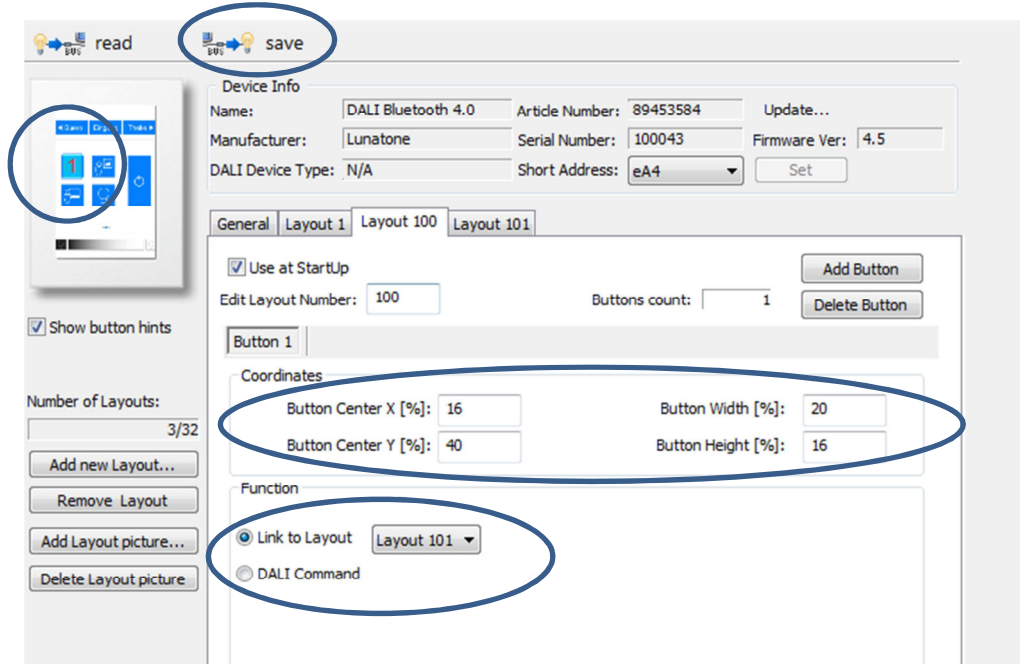 read save
Device Info
Name: DALI Bluetooth 4.0 Article Number: 89453584 Update...
Manufacturer: Lunatone Serial Number: 100043 Firmware Ver: 4.5
DALI Device Type: N/A Short Address: eA4 Set
1
General Layout 1 Layout 100 Layout 101
Use at StartUp Add Button
Edit Layout Number: 100 Buttons count: 1 Delete Button
Show button hints
Button 1
Coordinates
Number of Layouts:
3/32
Button Center X [%]: 16 Button Width [%]: 20
Button Center Y [%]: 40 Button Height [%]: 16
Add new Layout...
Remove Layout
Add Layout picture...
Delete Layout picture
Function
Link to Layout Layout 101
DALI Command